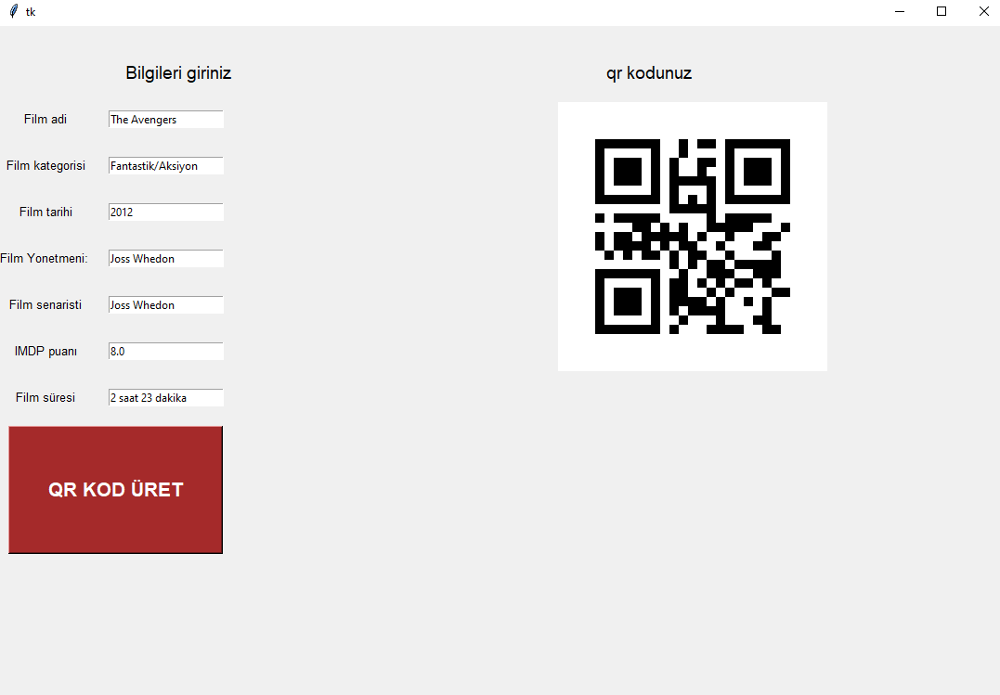 tk
Bilgileri giriniz
qr kodunuz
Film adi
The Avengers
Film kategorisi
Fantastik/Aksiyon
Film tarihi
2012
Film Yonetmeni:
Joss Whedon
Film senaristi
Joss Whedon
IMDP puanı
8.0
Film süresi
2 saat 23 dakika
QR KOD ÜRET